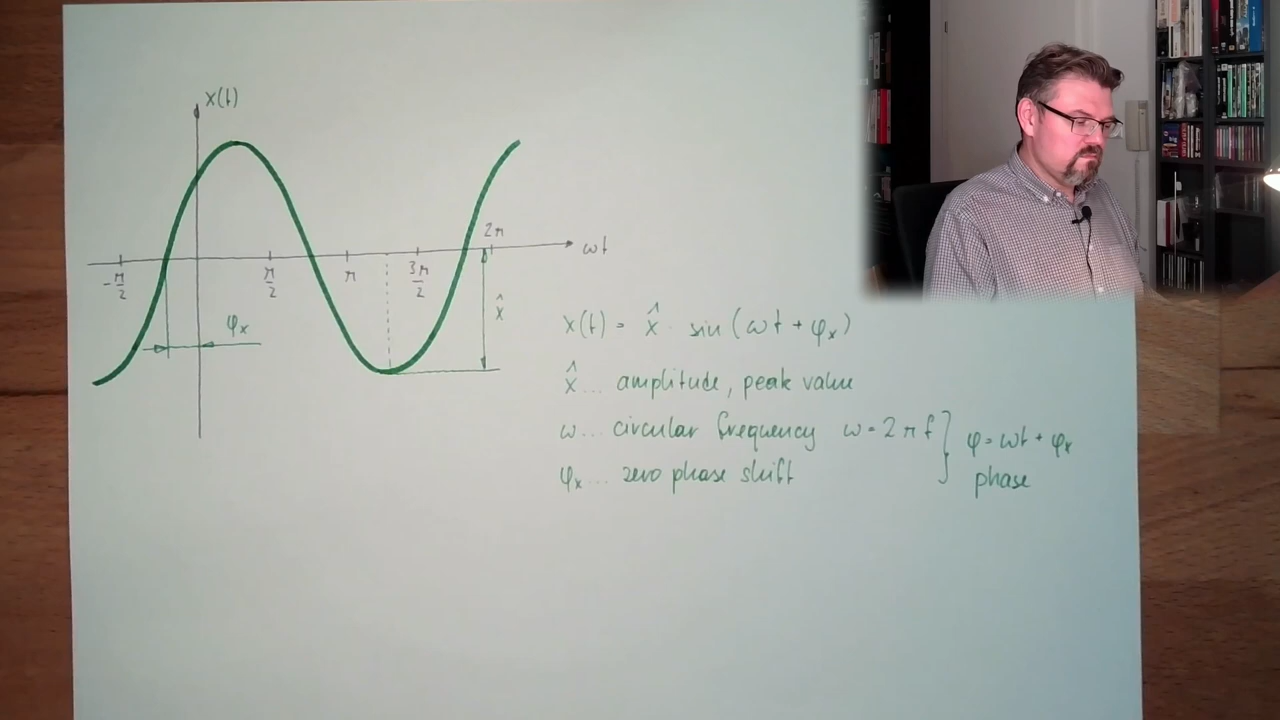 x(t)
2π
ωt
-π/2
π/2
π
3π/2
x̂
φx
x(t) = x̂ · sin (ωt + φx)
x̂ ... amplitude, peak value
ω ... circular frequency ω = 2πf } φ = ωt + φx
φx ... zero phase shift phase